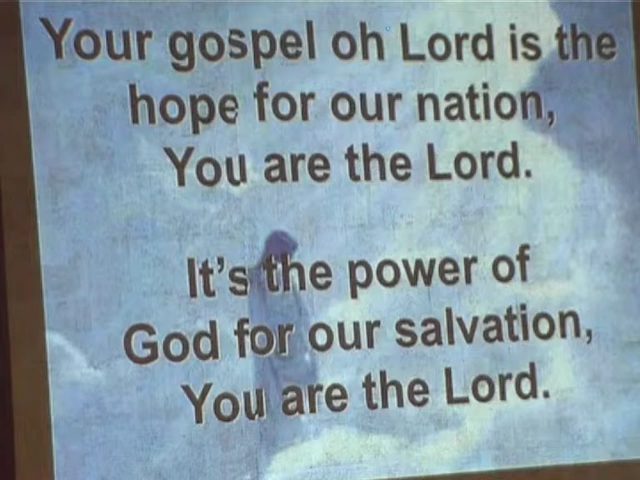 Your gospel oh Lord is the
hope for our nation,
You are the Lord.
It's the power of
God for our salvation,
You are the Lord.